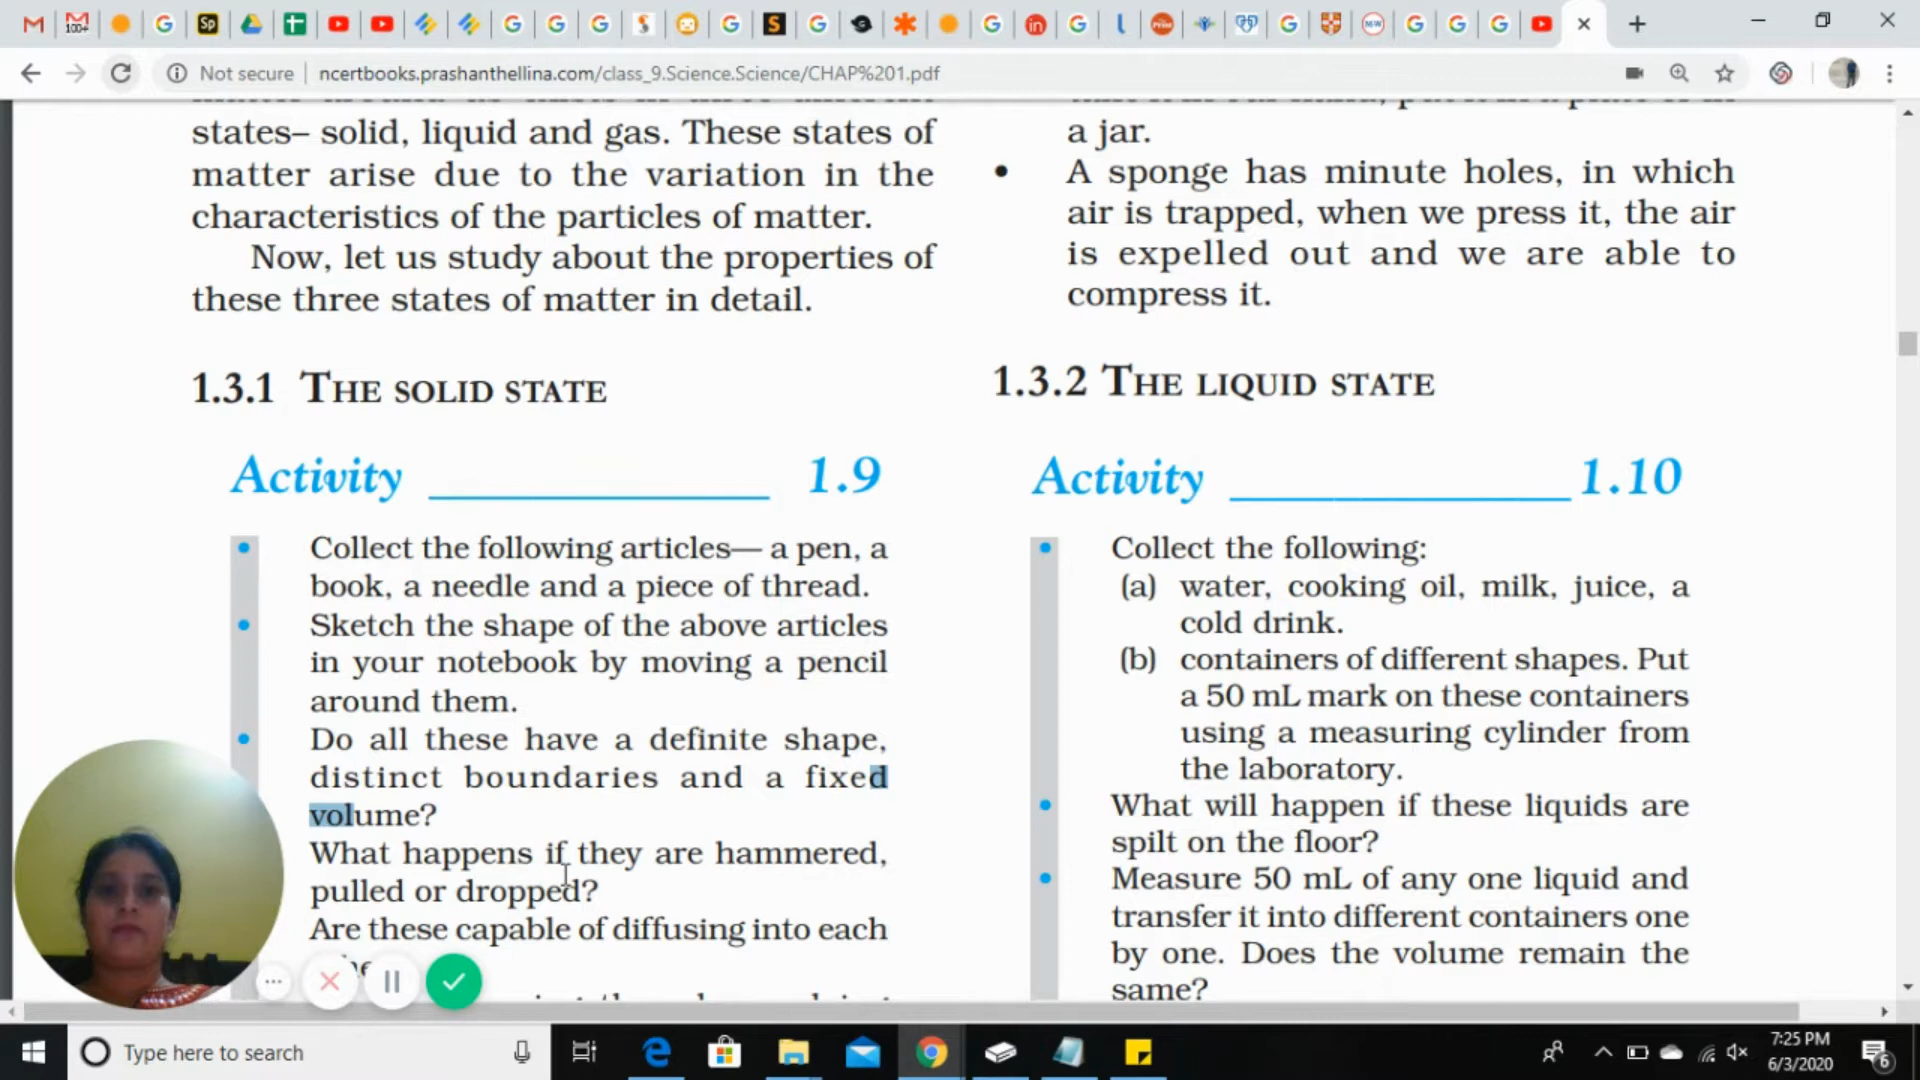 100+
Sp
in
Prime
MW
Not secure
ncertbooks.prashanthellina.com/class_9.Science.Science/CHAP%201.pdf
states– solid, liquid and gas. These states of
matter arise due to the variation in the
characteristics of the particles of matter.
Now, let us study about the properties of
these three states of matter in detail.
1.3.1 THE SOLID STATE
Activity 1.9
• Collect the following articles— a pen, a
book, a needle and a piece of thread.
• Sketch the shape of the above articles
in your notebook by moving a pencil
around them.
• Do all these have a definite shape,
distinct boundaries and a fixed
volume?
What happens if they are hammered,
pulled or dropped?
Are these capable of diffusing into each
a jar.
• A sponge has minute holes, in which
air is trapped, when we press it, the air
is expelled out and we are able to
compress it.
1.3.2 THE LIQUID STATE
Activity 1.10
• Collect the following:
(a) water, cooking oil, milk, juice, a
cold drink.
(b) containers of different shapes. Put
a 50 mL mark on these containers
using a measuring cylinder from
the laboratory.
• What will happen if these liquids are
spilt on the floor?
• Measure 50 mL of any one liquid and
transfer it into different containers one
by one. Does the volume remain the
same?
Type here to search
7:25 PM
6/3/2020
6